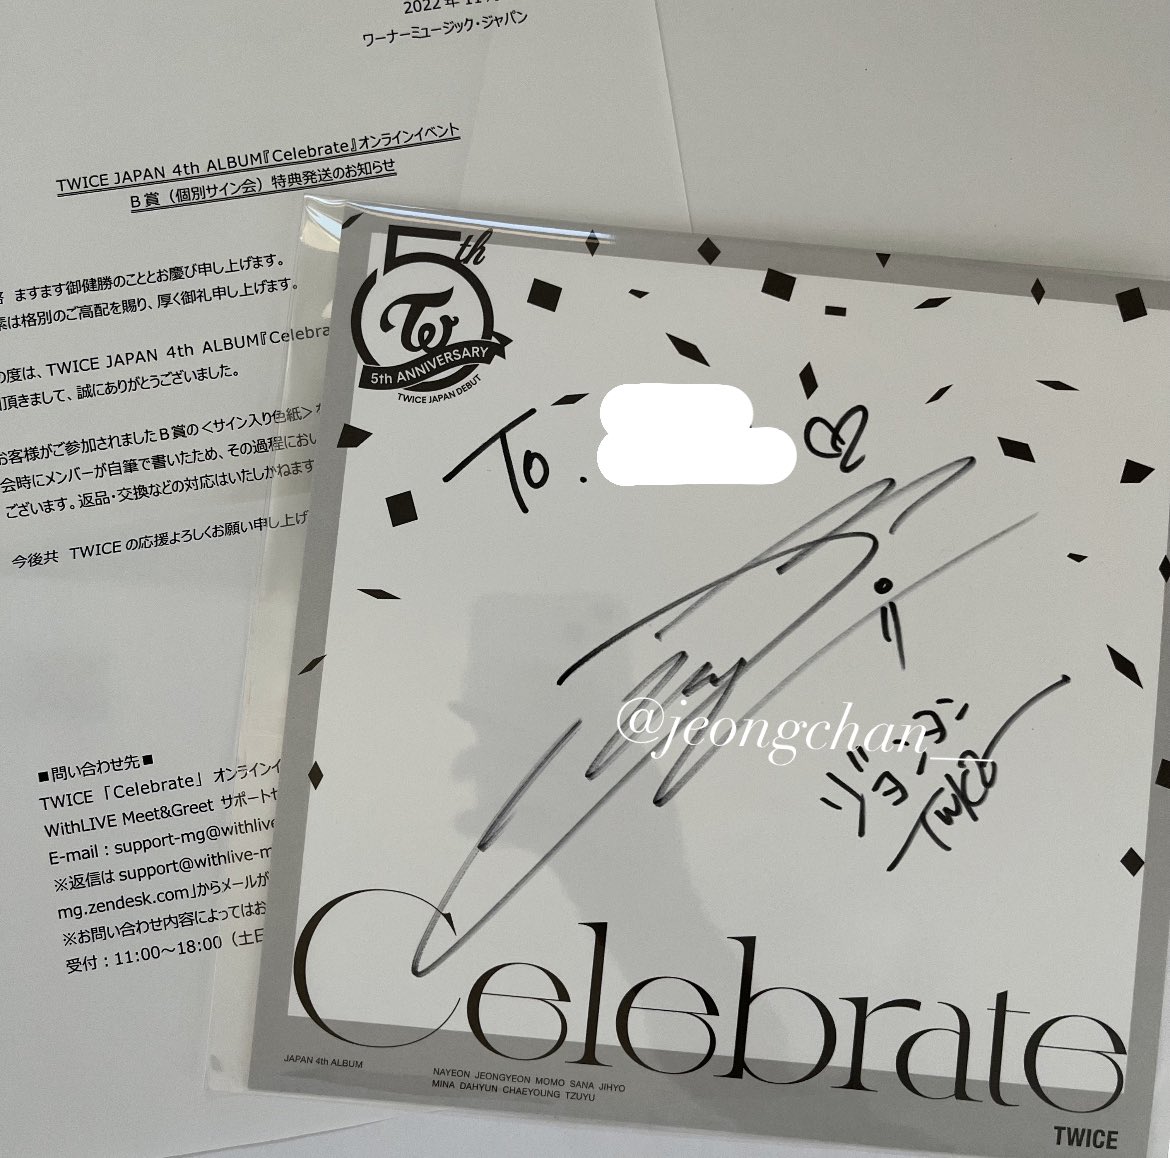 2022年 11
ワーナーミュージック・ジャパン
TWICE JAPAN 4th ALBUM『Celebrate』オンラインイベント
B賞（個別サイン会）特典発送のお知らせ
ますます御健勝のこととお慶び申し上げます。
は格別のご高配を賜り、厚く御礼申し上げます。
の度は、TWICE JAPAN 4th ALBUM『Celebra
頂きまして、誠にありがとうございました。
お客様がご参加されましたB賞の＜サイン入り色紙＞
会時にメンバーが自筆で書いたため、その過程におい
ございます。返品・交換などの対応はいたしかねます
今後共 TWICEの応援よろしくお願い申し上げ
■問い合わせ先■
TWICE「Celebrate」オンラインイ
WithLIVE Meet&Greet サポートセ
E-mail：support-mg@withlive
※返信は support@withlive-m
mg.zendesk.com」からメールが
※お問い合わせ内容によってはお
受付：11:00～18:00（土日
5th
5th ANNIVERSARY
TWICE JAPAN DEBUT
To.
@jeongchan__
ジョンヨン
TWICE
Celebrate
JAPAN 4th ALBUM
NAYEON JEONGYEON MOMO SANA JIHYO
MINA DAHYUN CHAEYOUNG TZUYU
TWICE